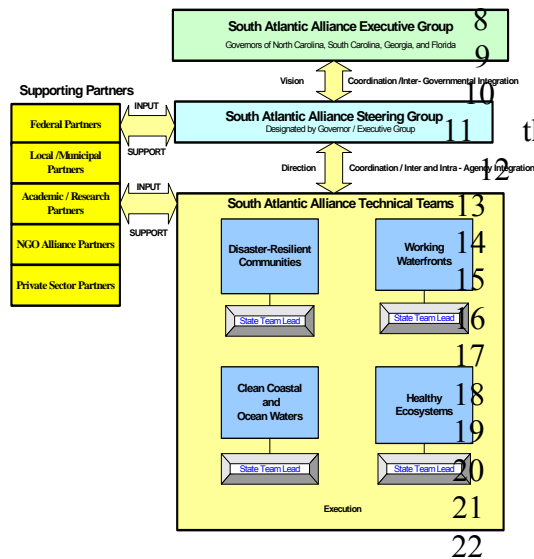 South Atlantic Alliance Executive Group
Governors of North Carolina, South Carolina, Georgia, and Florida
8
9
Vision
Coordination /Inter- Governmental Integration
10
Supporting Partners
Federal Partners
Local /Municipal
Partners
Academic / Research
Partners
NGO Alliance Partners
Private Sector Partners
INPUT
SUPPORT
South Atlantic Alliance Steering Group
Designated by Governor / Executive Group
11
12
Direction
Coordination / Inter and Intra - Agency Integration
INPUT
SUPPORT
South Atlantic Alliance Technical Teams
13
Disaster-Resilient
Communities
State Team Lead
Working
Waterfronts
State Team Lead
14
15
16
17
Clean Coastal
and
Ocean Waters
State Team Lead
Healthy
Ecosystems
State Team Lead
18
19
20
Execution
21
22